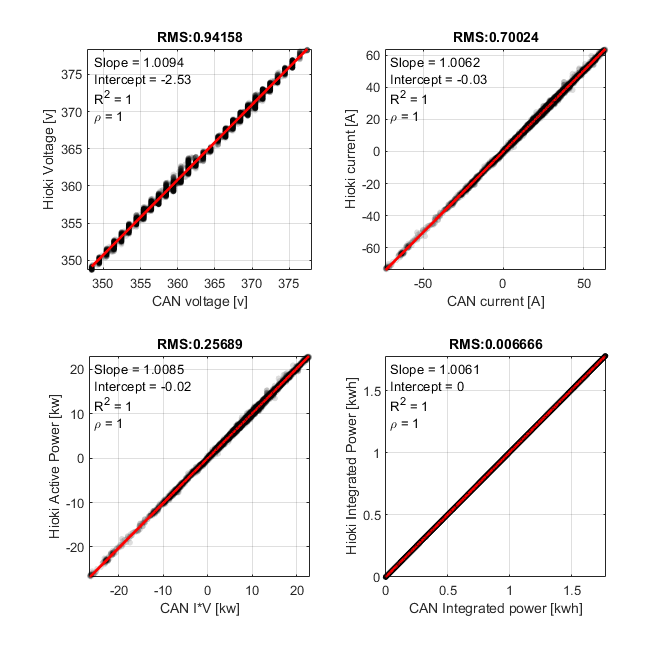 RMS:0.94158
Slope = 1.0094
Intercept = -2.53
R² = 1
ρ = 1
375
370
365
360
355
350
Hioki Voltage [v]
350 355 360 365 370 375
CAN voltage [v]
RMS:0.70024
Slope = 1.0062
Intercept = -0.03
R² = 1
ρ = 1
60
40
20
0
-20
-40
-60
Hioki current [A]
-50 0 50
CAN current [A]
RMS:0.25689
Slope = 1.0085
Intercept = -0.02
R² = 1
ρ = 1
20
10
0
-10
-20
Hioki Active Power [kw]
-20 -10 0 10 20
CAN I*V [kw]
RMS:0.006666
Slope = 1.0061
Intercept = 0
R² = 1
ρ = 1
1.5
1
0.5
0
Hioki Integrated Power [kwh]
0 0.5 1 1.5
CAN Integrated power [kwh]